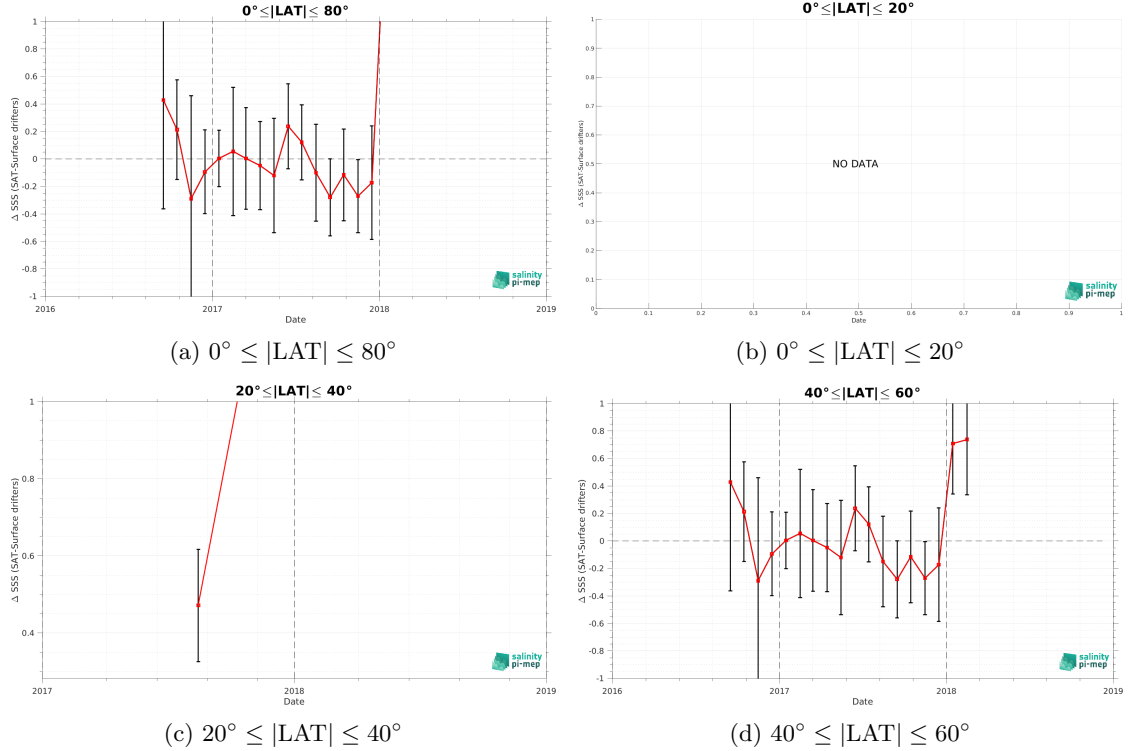 0°≤|LAT|≤ 80°
1
0.8
0.6
0.4
0.2
0
-0.2
-0.4
-0.6
-0.8
-1
Δ SSS (SAT-Surface drifters)
2016
2017
2018
2019
Date
salinity
pi-mep
(a) 0° ≤ |LAT| ≤ 80°
0°≤|LAT|≤ 20°
1
0.9
0.8
0.7
0.6
0.5
0.4
0.3
0.2
0.1
0
Δ SSS (SAT-Surface drifters)
NO DATA
0
0.1
0.2
0.3
0.4
0.5
0.6
0.7
0.8
0.9
1
Date
salinity
pi-mep
(b) 0° ≤ |LAT| ≤ 20°
20°≤|LAT|≤ 40°
1
0.8
0.6
0.4
Δ SSS (SAT-Surface drifters)
2017
2018
2019
Date
salinity
pi-mep
(c) 20° ≤ |LAT| ≤ 40°
40°≤|LAT|≤ 60°
1
0.8
0.6
0.4
0.2
0
-0.2
-0.4
-0.6
-0.8
-1
Δ SSS (SAT-Surface drifters)
2016
2017
2018
2019
Date
salinity
pi-mep
(d) 40° ≤ |LAT| ≤ 60°